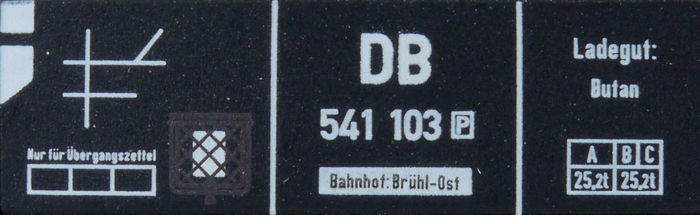 Nur für Übergangszettel
DB
541 103 P
Bahnhof: Brühl-Ost
Ladegut:
Butan
A B C
25,2t 25,2t